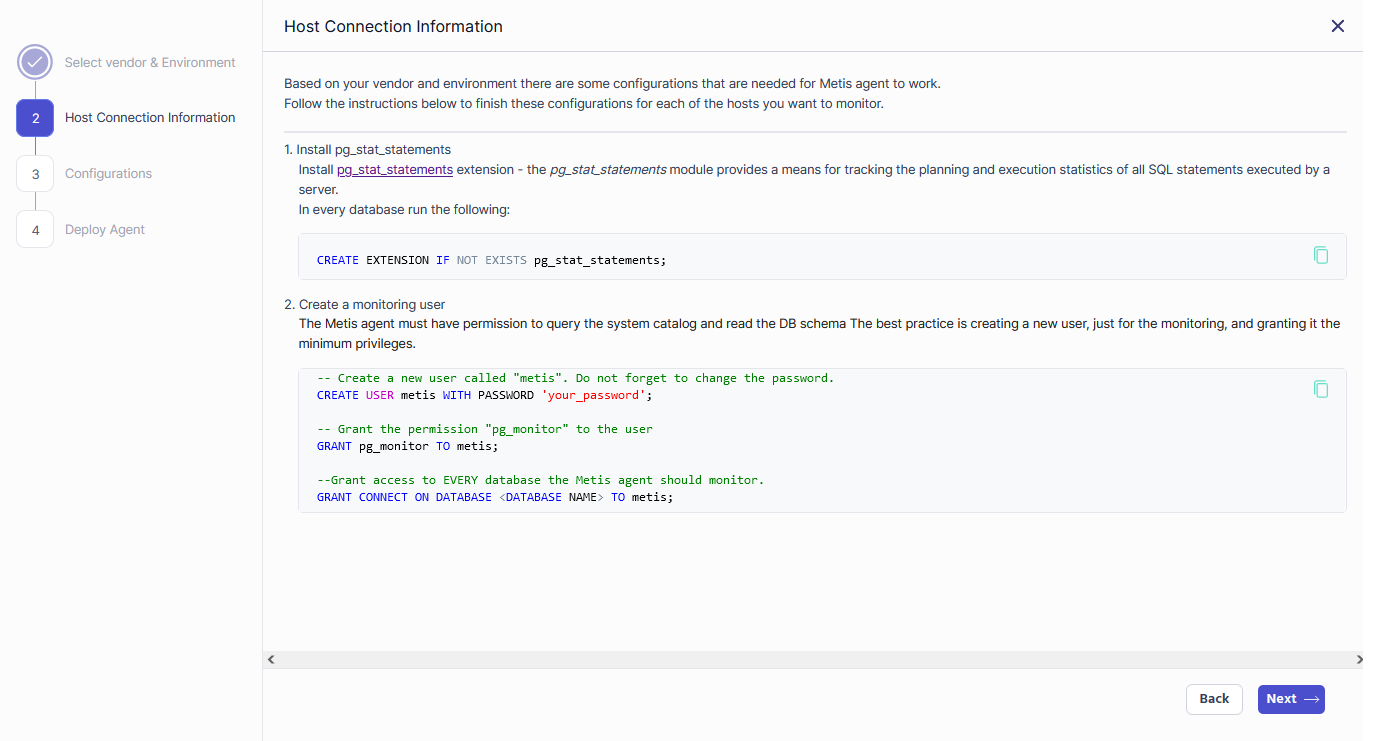 Host Connection Information
Select vendor & Environment
2
Host Connection Information
3
Configurations
4
Deploy Agent
Based on your vendor and environment there are some configurations that are needed for Metis agent to work.
Follow the instructions below to finish these configurations for each of the hosts you want to monitor.
1. Install pg_stat_statements
Install pg_stat_statements extension - the pg_stat_statements module provides a means for tracking the planning and execution statistics of all SQL statements executed by a
server.
In every database run the following:
CREATE EXTENSION IF NOT EXISTS pg_stat_statements;
2. Create a monitoring user
The Metis agent must have permission to query the system catalog and read the DB schema The best practice is creating a new user, just for the monitoring, and granting it the
minimum privileges.
-- Create a new user called "metis". Do not forget to change the password.
CREATE USER metis WITH PASSWORD 'your_password';
-- Grant the permission "pg_monitor" to the user
GRANT pg_monitor TO metis;
--Grant access to EVERY database the Metis agent should monitor.
GRANT CONNECT ON DATABASE <DATABASE NAME> TO metis;
Back
Next